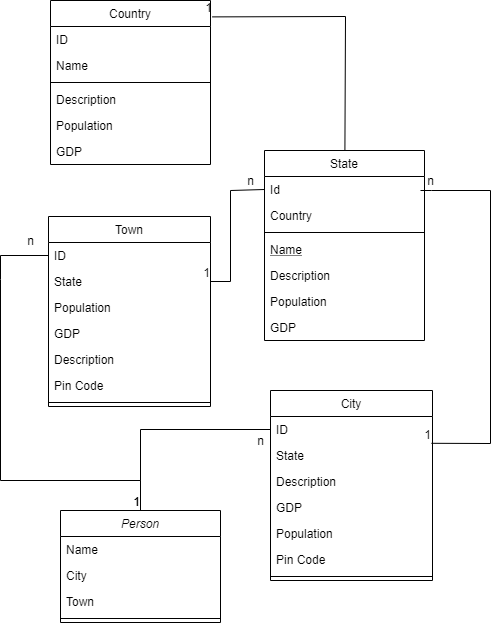 Country
1
ID
Name
Description
Population
GDP
State
n
n
Id
Country
Name
Description
Population
GDP
Town
n
ID
State
1
Population
GDP
Description
Pin Code
City
ID
n
1
State
Description
GDP
Population
Pin Code
1
Person
Name
City
Town